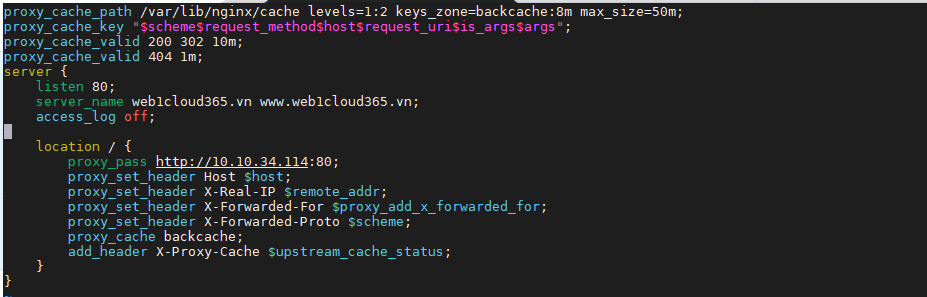 proxy_cache_path /var/lib/nginx/cache levels=1:2 keys_zone=backcache:8m max_size=50m;
proxy_cache_key "$scheme$request_method$host$request_uri$is_args$args";
proxy_cache_valid 200 302 10m;
proxy_cache_valid 404 1m;
server {
    listen 80;
    server_name web1cloud365.vn www.web1cloud365.vn;
    access_log off;

    location / {
        proxy_pass http://10.10.34.114:80;
        proxy_set_header Host $host;
        proxy_set_header X-Real-IP $remote_addr;
        proxy_set_header X-Forwarded-For $proxy_add_x_forwarded_for;
        proxy_set_header X-Forwarded-Proto $scheme;
        proxy_cache backcache;
        add_header X-Proxy-Cache $upstream_cache_status;
    }
}